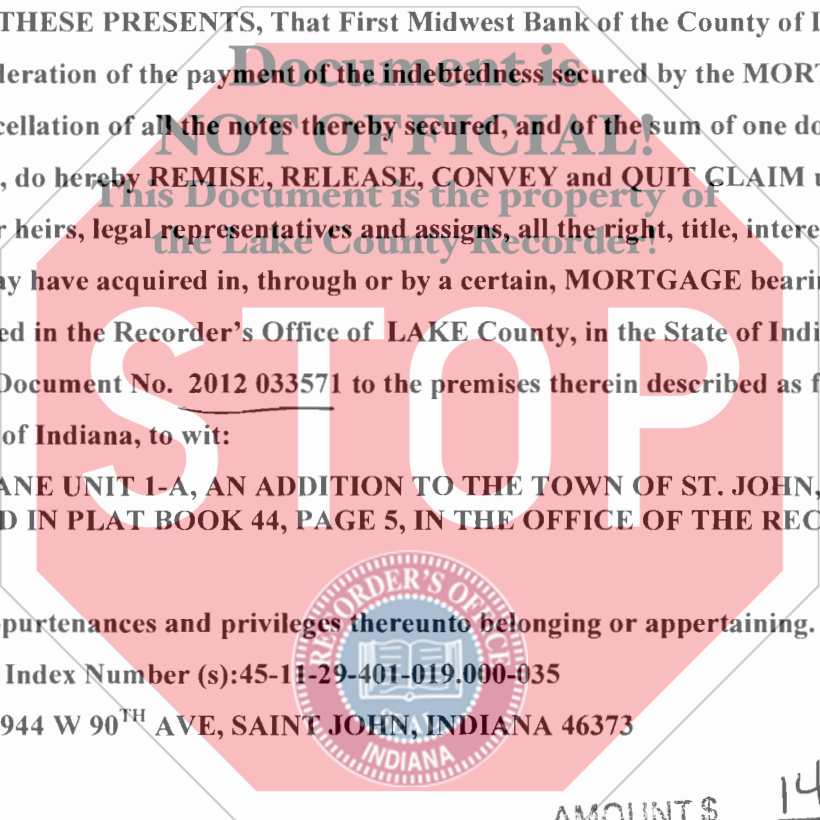 THESE PRESENTS, That First Midwest Bank of the County of
Document is
deration of the payment of the indebtedness secured by the MORT
cellation of all the notes thereby secured, and of the sum of one do
NOT OFFICIAL!
, do hereby REMISE, RELEASE, CONVEY and QUIT CLAIM u
This Document is the property of
r heirs, legal representatives and assigns, all the right, title, intere
the Lake County Recorder!
ay have acquired in, through or by a certain, MORTGAGE bearin
ed in the Recorder's Office of LAKE County, in the State of Indi
Document No. 2012 033571 to the premises therein described as f
STOP
of Indiana, to wit:
ANE UNIT 1-A, AN ADDITION TO THE TOWN OF ST. JOHN,
D IN PLAT BOOK 44, PAGE 5, IN THE OFFICE OF THE REC
RECORDER'S OFFICE
purtenances and privileges thereunto belonging or appertaining.
Index Number (s):45-11-29-401-019.000-035
944 W 90TH AVE, SAINT JOHN, INDIANA 46373
SEAL
INDIANA
AMOUNT $ 14